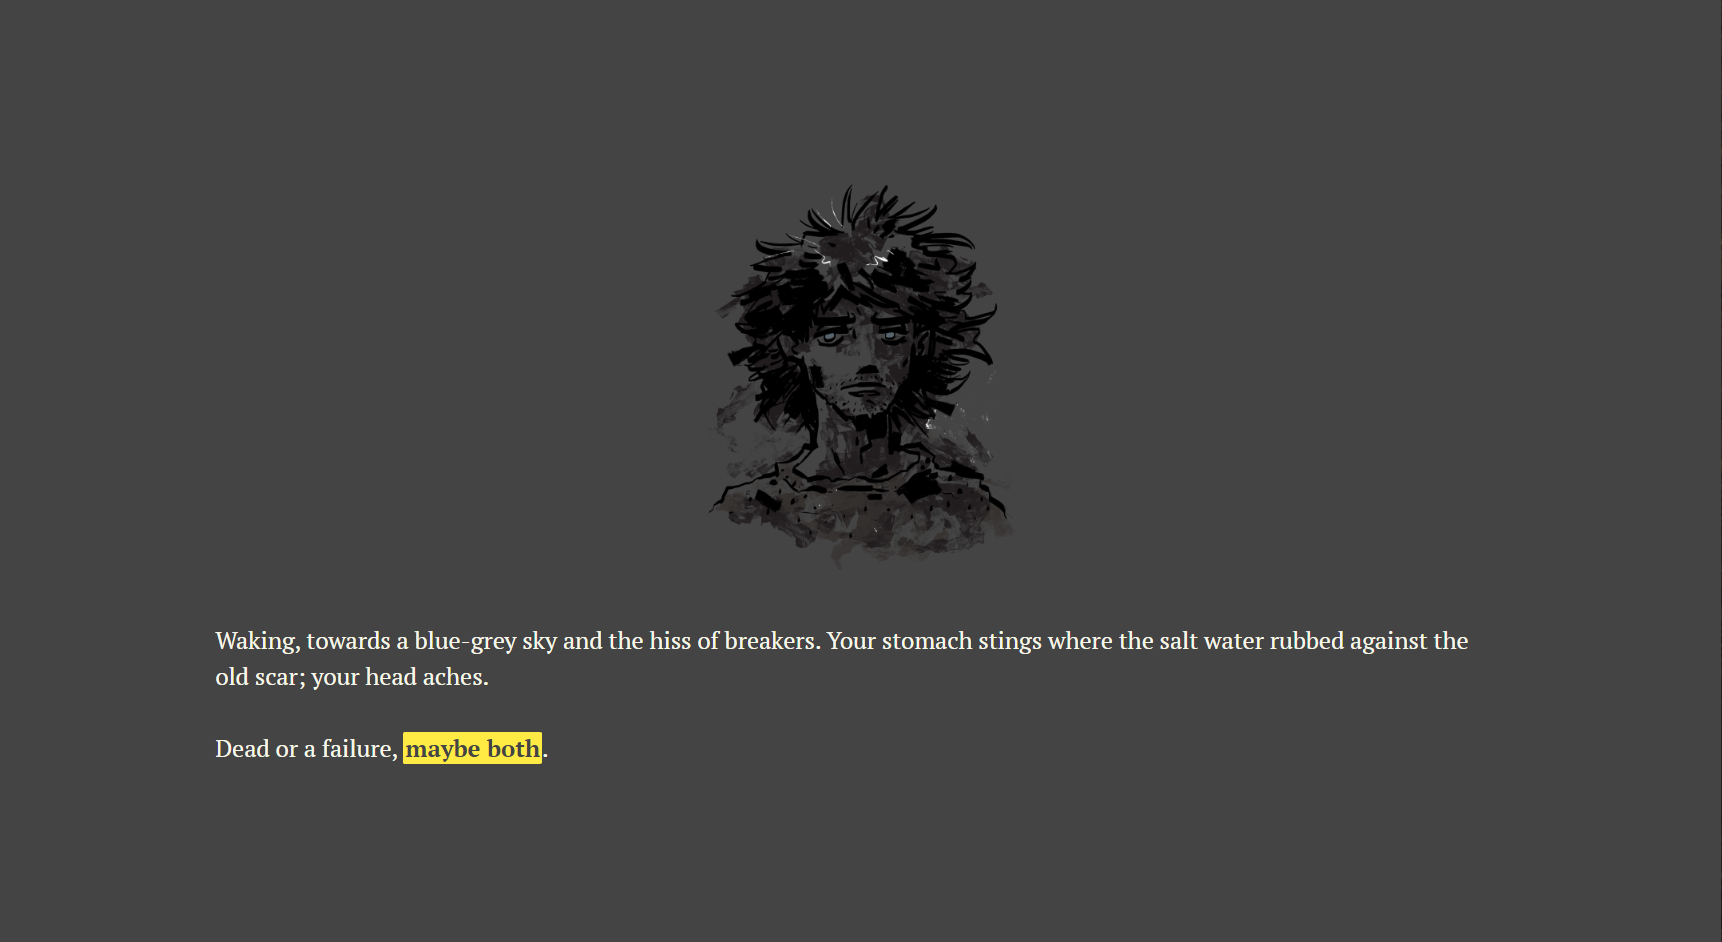 Waking, towards a blue-grey sky and the hiss of breakers. Your stomach stings where the salt water rubbed against the
old scar; your head aches.
Dead or a failure, maybe both.